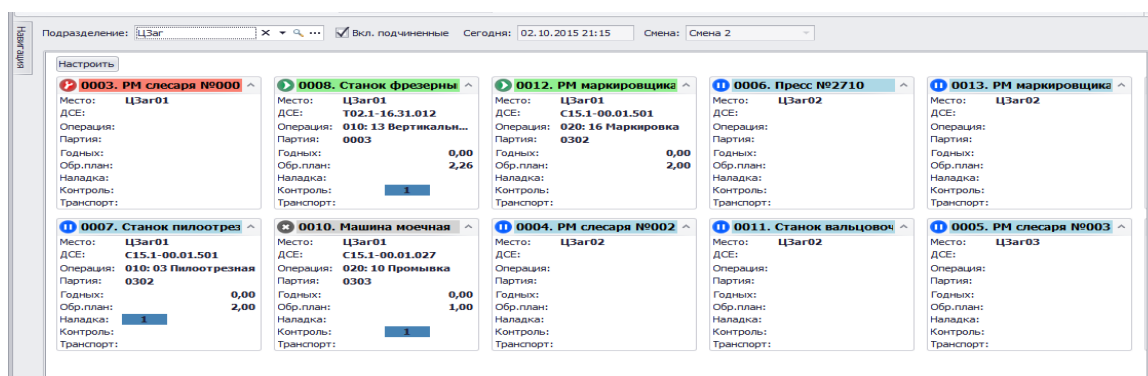 Навигация
Подразделение: ЦЗаг Вкл. подчиненные Сегодня: 02.10.2015 21:15 Смена: Смена 2
Настроить
0003. РМ слесаря №000
Место: ЦЗаг01
ДСЕ:
Операция:
Партия:
Годных:
Обр.план:
Наладка:
Контроль:
Транспорт:
0008. Станок фрезерны
Место: ЦЗаг01
ДСЕ: Т02.1-16.31.012
Операция: 010: 13 Вертикальн...
Партия: 0003
Годных: 0,00
Обр.план: 2,26
Наладка:
Контроль: 1
Транспорт:
0012. РМ маркировщика
Место: ЦЗаг01
ДСЕ: С15.1-00.01.501
Операция: 020: 16 Маркировка
Партия: 0302
Годных: 0,00
Обр.план: 2,00
Наладка:
Контроль:
Транспорт:
0006. Пресс №2710
Место: ЦЗаг02
ДСЕ:
Операция:
Партия:
Годных:
Обр.план:
Наладка:
Контроль:
Транспорт:
0013. РМ маркировщика
Место: ЦЗаг02
ДСЕ:
Операция:
Партия:
Годных:
Обр.план:
Наладка:
Контроль:
Транспорт:
0007. Станок пилоотрез
Место: ЦЗаг01
ДСЕ: С15.1-00.01.501
Операция: 010: 03 Пилоотрезная
Партия: 0302
Годных: 0,00
Обр.план: 2,00
Наладка: 1
Контроль:
Транспорт:
0010. Машина моечная
Место: ЦЗаг01
ДСЕ: С15.1-00.01.027
Операция: 020: 10 Промывка
Партия: 0303
Годных: 0,00
Обр.план: 1,00
Наладка:
Контроль: 1
Транспорт:
0004. РМ слесаря №002
Место: ЦЗаг02
ДСЕ:
Операция:
Партия:
Годных:
Обр.план:
Наладка:
Контроль:
Транспорт:
0011. Станок вальцовоч
Место: ЦЗаг02
ДСЕ:
Операция:
Партия:
Годных:
Обр.план:
Наладка:
Контроль:
Транспорт:
0005. РМ слесаря №003
Место: ЦЗаг03
ДСЕ:
Операция:
Партия:
Годных:
Обр.план:
Наладка:
Контроль:
Транспорт: